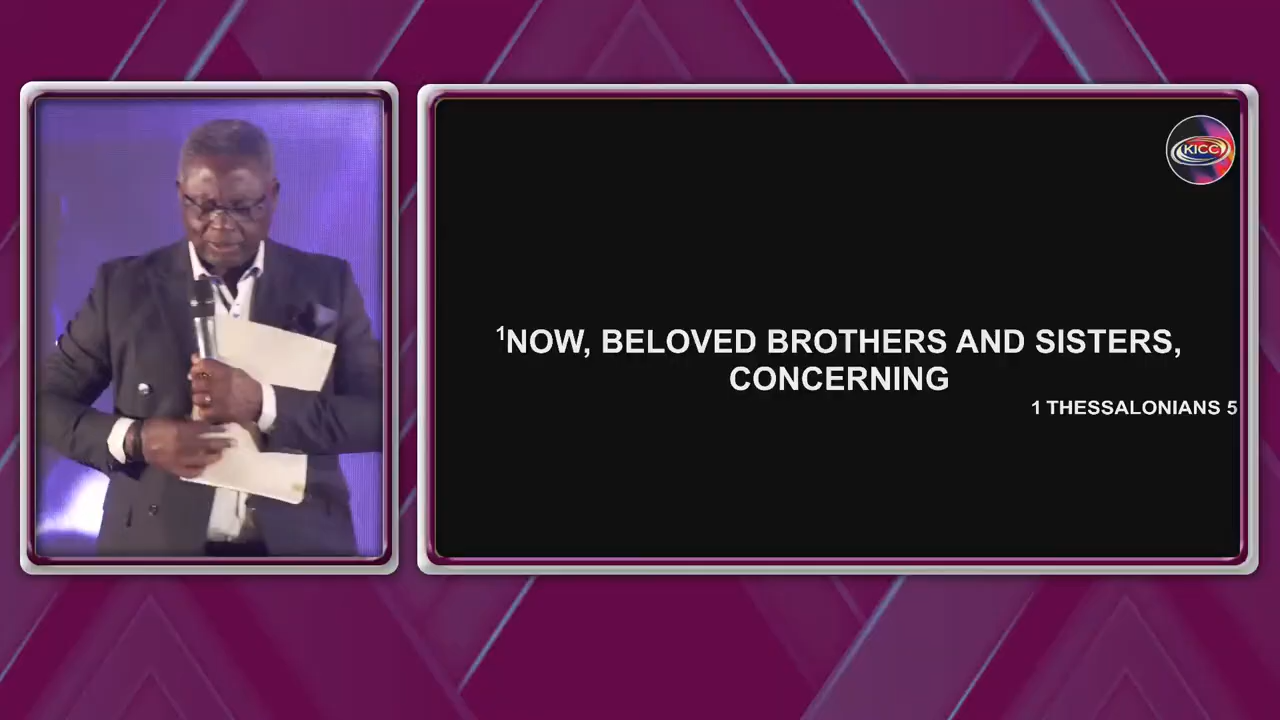 KICC
¹NOW, BELOVED BROTHERS AND SISTERS,
CONCERNING
1 THESSALONIANS 5